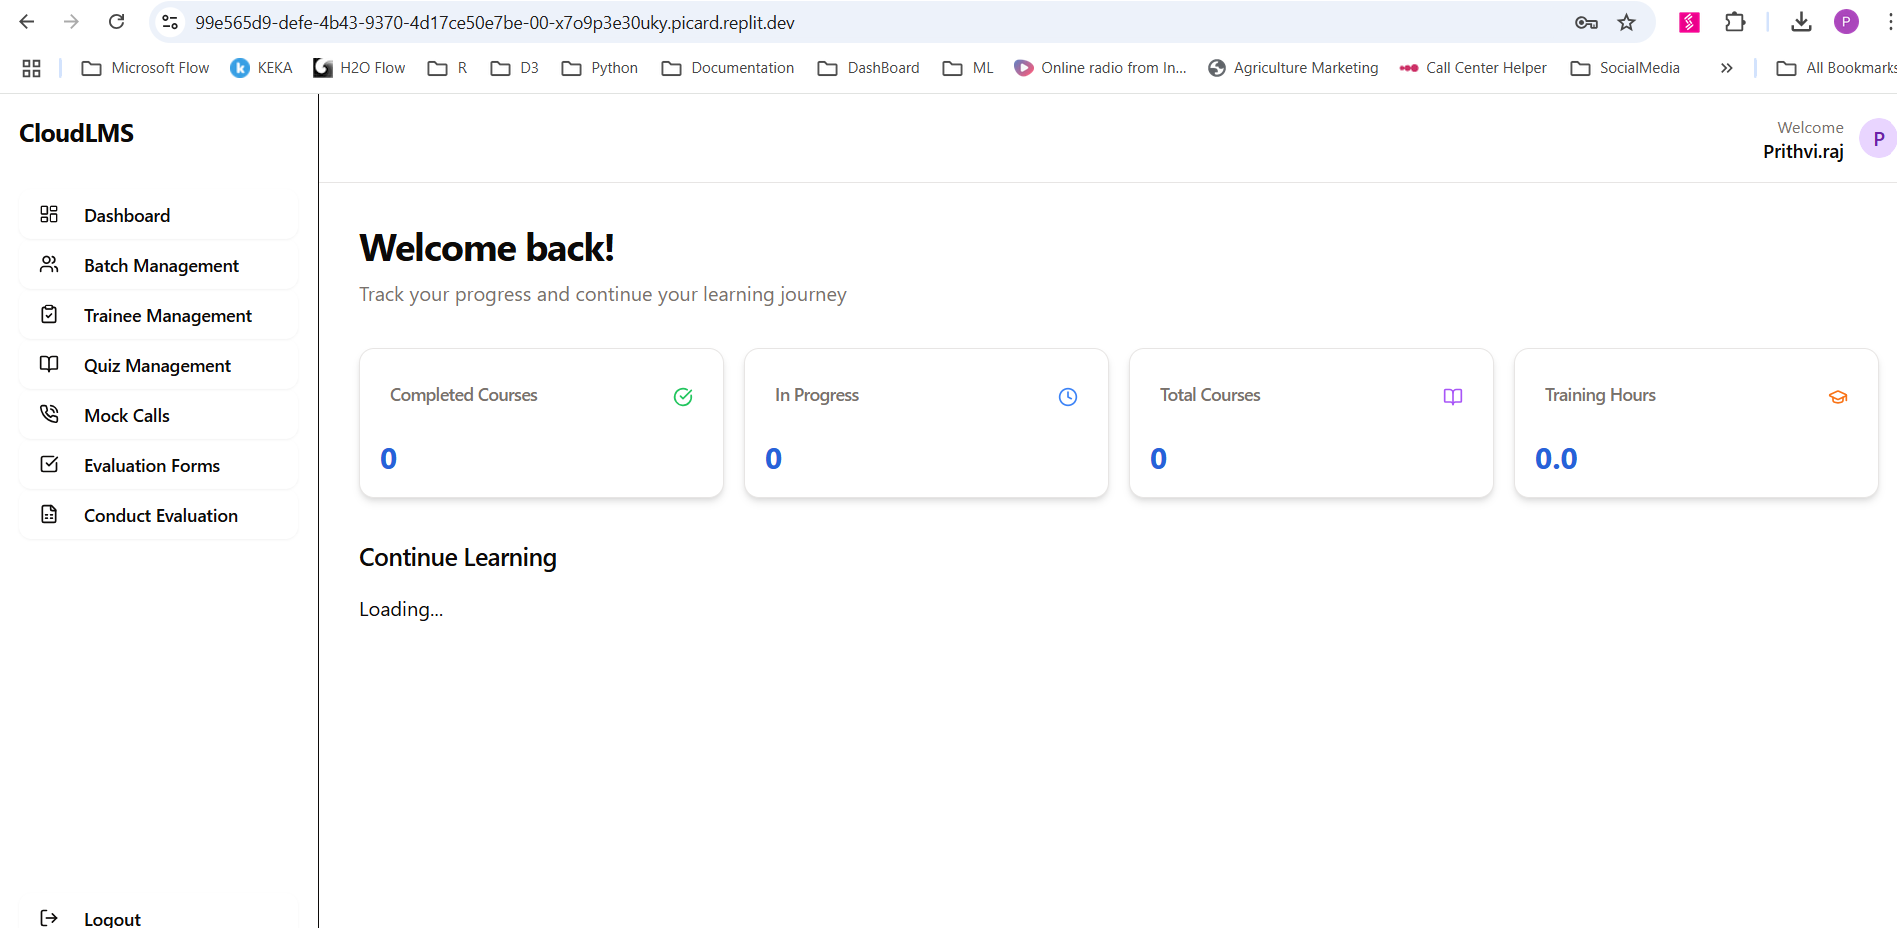 99e565d9-defe-4b43-9370-4d17ce50e7be-00-x7o9p3e30uky.picard.replit.dev
P
Microsoft Flow KEKA H2O Flow R D3 Python Documentation DashBoard ML Online radio from In... Agriculture Marketing Call Center Helper SocialMedia » All Bookmarks
CloudLMS
Welcome
Prithvi.raj
P
Dashboard
Batch Management
Trainee Management
Quiz Management
Mock Calls
Evaluation Forms
Conduct Evaluation
Logout
Welcome back!
Track your progress and continue your learning journey
Completed Courses
0
In Progress
0
Total Courses
0
Training Hours
0.0
Continue Learning
Loading...